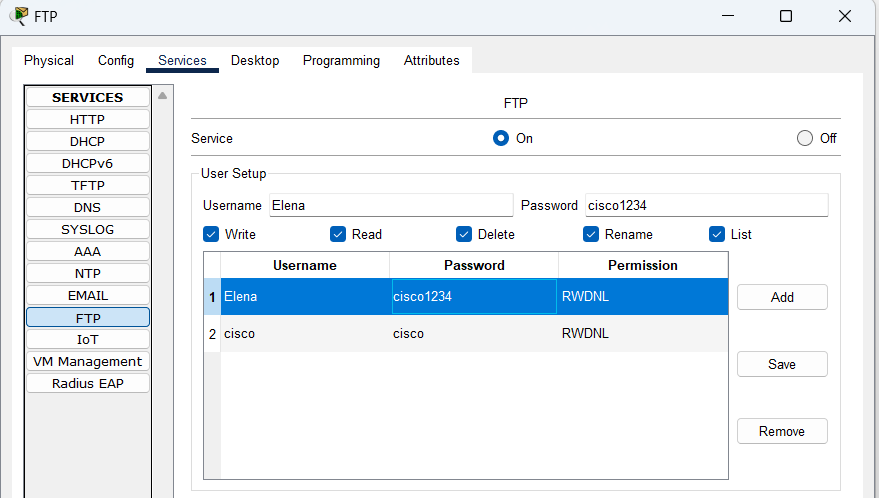 FTP
Physical Config Services Desktop Programming Attributes
SERVICES
HTTP
DHCP
DHCPv6
TFTP
DNS
SYSLOG
AAA
NTP
EMAIL
FTP
IoT
VM Management
Radius EAP
FTP
Service On Off
User Setup
Username Elena Password cisco1234
Write Read Delete Rename List
Username Password Permission
1 Elena cisco1234 RWDNL
2 cisco cisco RWDNL
Add
Save
Remove